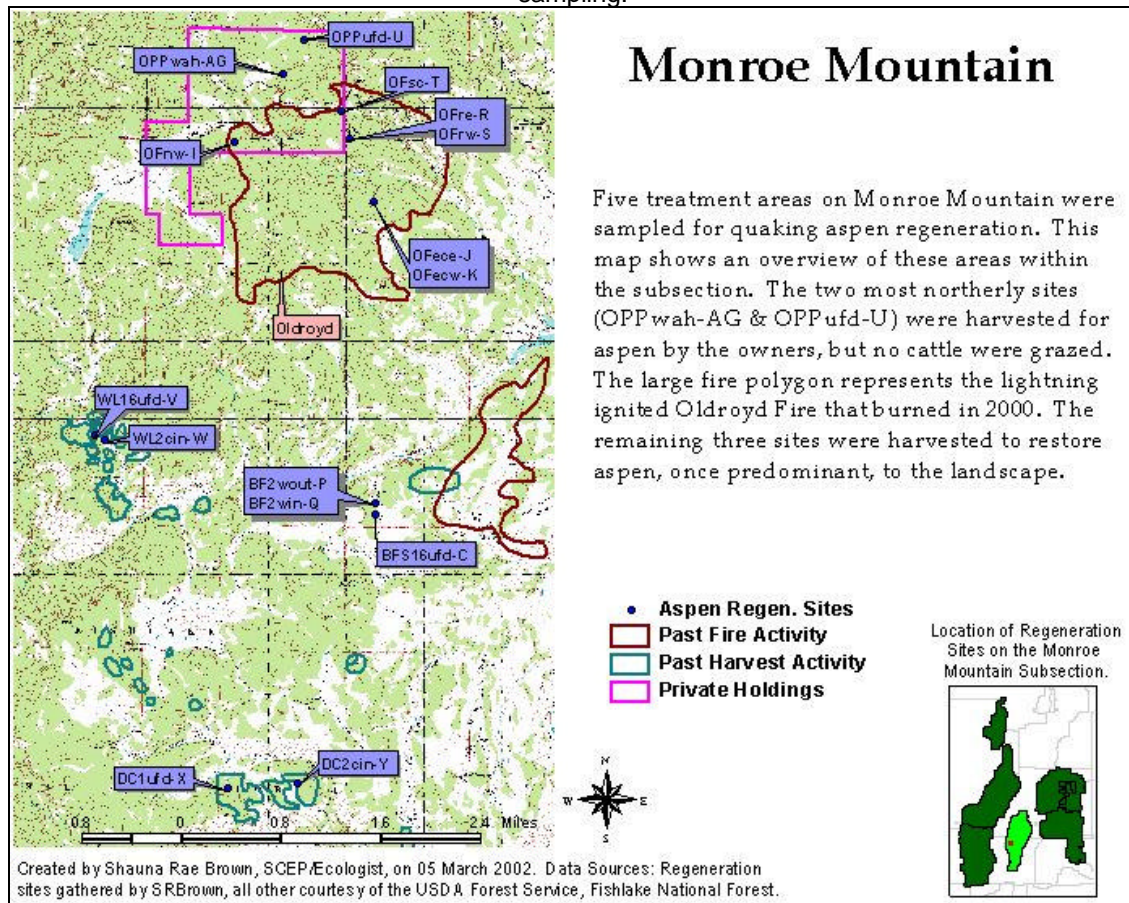 sampling.
Monroe Mountain
OPPufd-U
OPPwah-AG
OFsc-T
OFre-R
OFrw-S
OFnw-I
OFece-J
OFecw-K
Oldroyd
WL16ufd-V
WL2cin-W
BF2wout-P
BF2win-Q
BFS16ufd-C
DC1ufd-X
DC2cin-Y
0.8 0 0.8 1.6 2.4 Miles
Five treatment areas on Monroe Mountain were
sampled for quaking aspen regeneration. This
map shows an overview of these areas within
the subsection. The two most northerly sites
(OPPwah-AG & OPPufd-U) were harvested for
aspen by the owners, but no cattle were grazed.
The large fire polygon represents the lightning
ignited Oldroyd Fire that burned in 2000. The
remaining three sites were harvested to restore
aspen, once predominant, to the landscape.
Aspen Regen. Sites
Past Fire Activity
Past Harvest Activity
Private Holdings
N
W E
S
Location of Regeneration
Sites on the Monroe
Mountain Subsection.
Created by Shauna Rae Brown, SCEP/Ecologist, on 05 March 2002. Data Sources: Regeneration
sites gathered by SRBrown, all other courtesy of the USDA Forest Service, Fishlake National Forest.